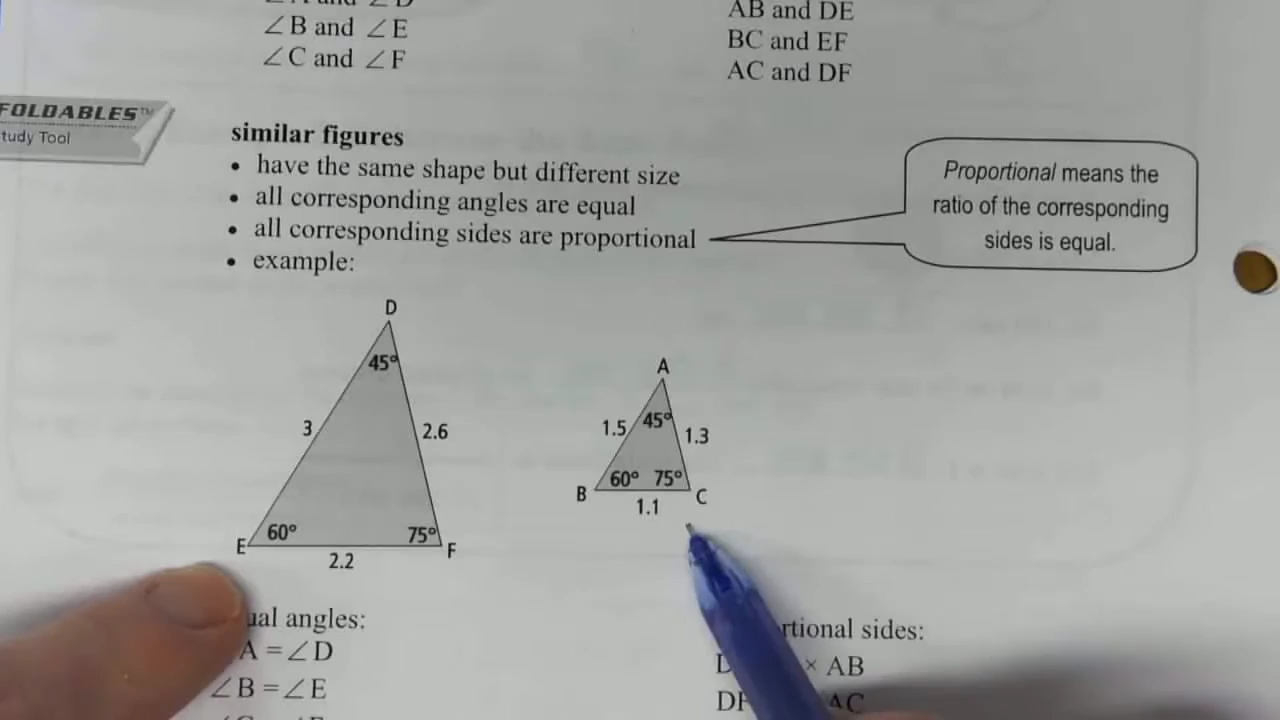 ∠B and ∠E
∠C and ∠F
AB and DE
BC and EF
AC and DF
FOLDABLES™
tudy Tool
similar figures
• have the same shape but different size
• all corresponding angles are equal
• all corresponding sides are proportional
• example:
Proportional means the
ratio of the corresponding
sides is equal.
D
45°
3
2.6
60°
75°
E
2.2
F
A
1.5
45°
1.3
60°
75°
B
1.1
C
ual angles:
A = ∠D
∠B = ∠E
rtional sides:
× AB
AC